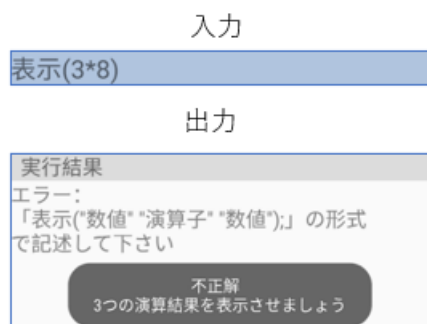 入力
表示(3*8)
出力
実行結果
エラー：
「表示("数値" "演算子" "数値");」の形式
で記述して下さい
不正解
3つの演算結果を表示させましょう